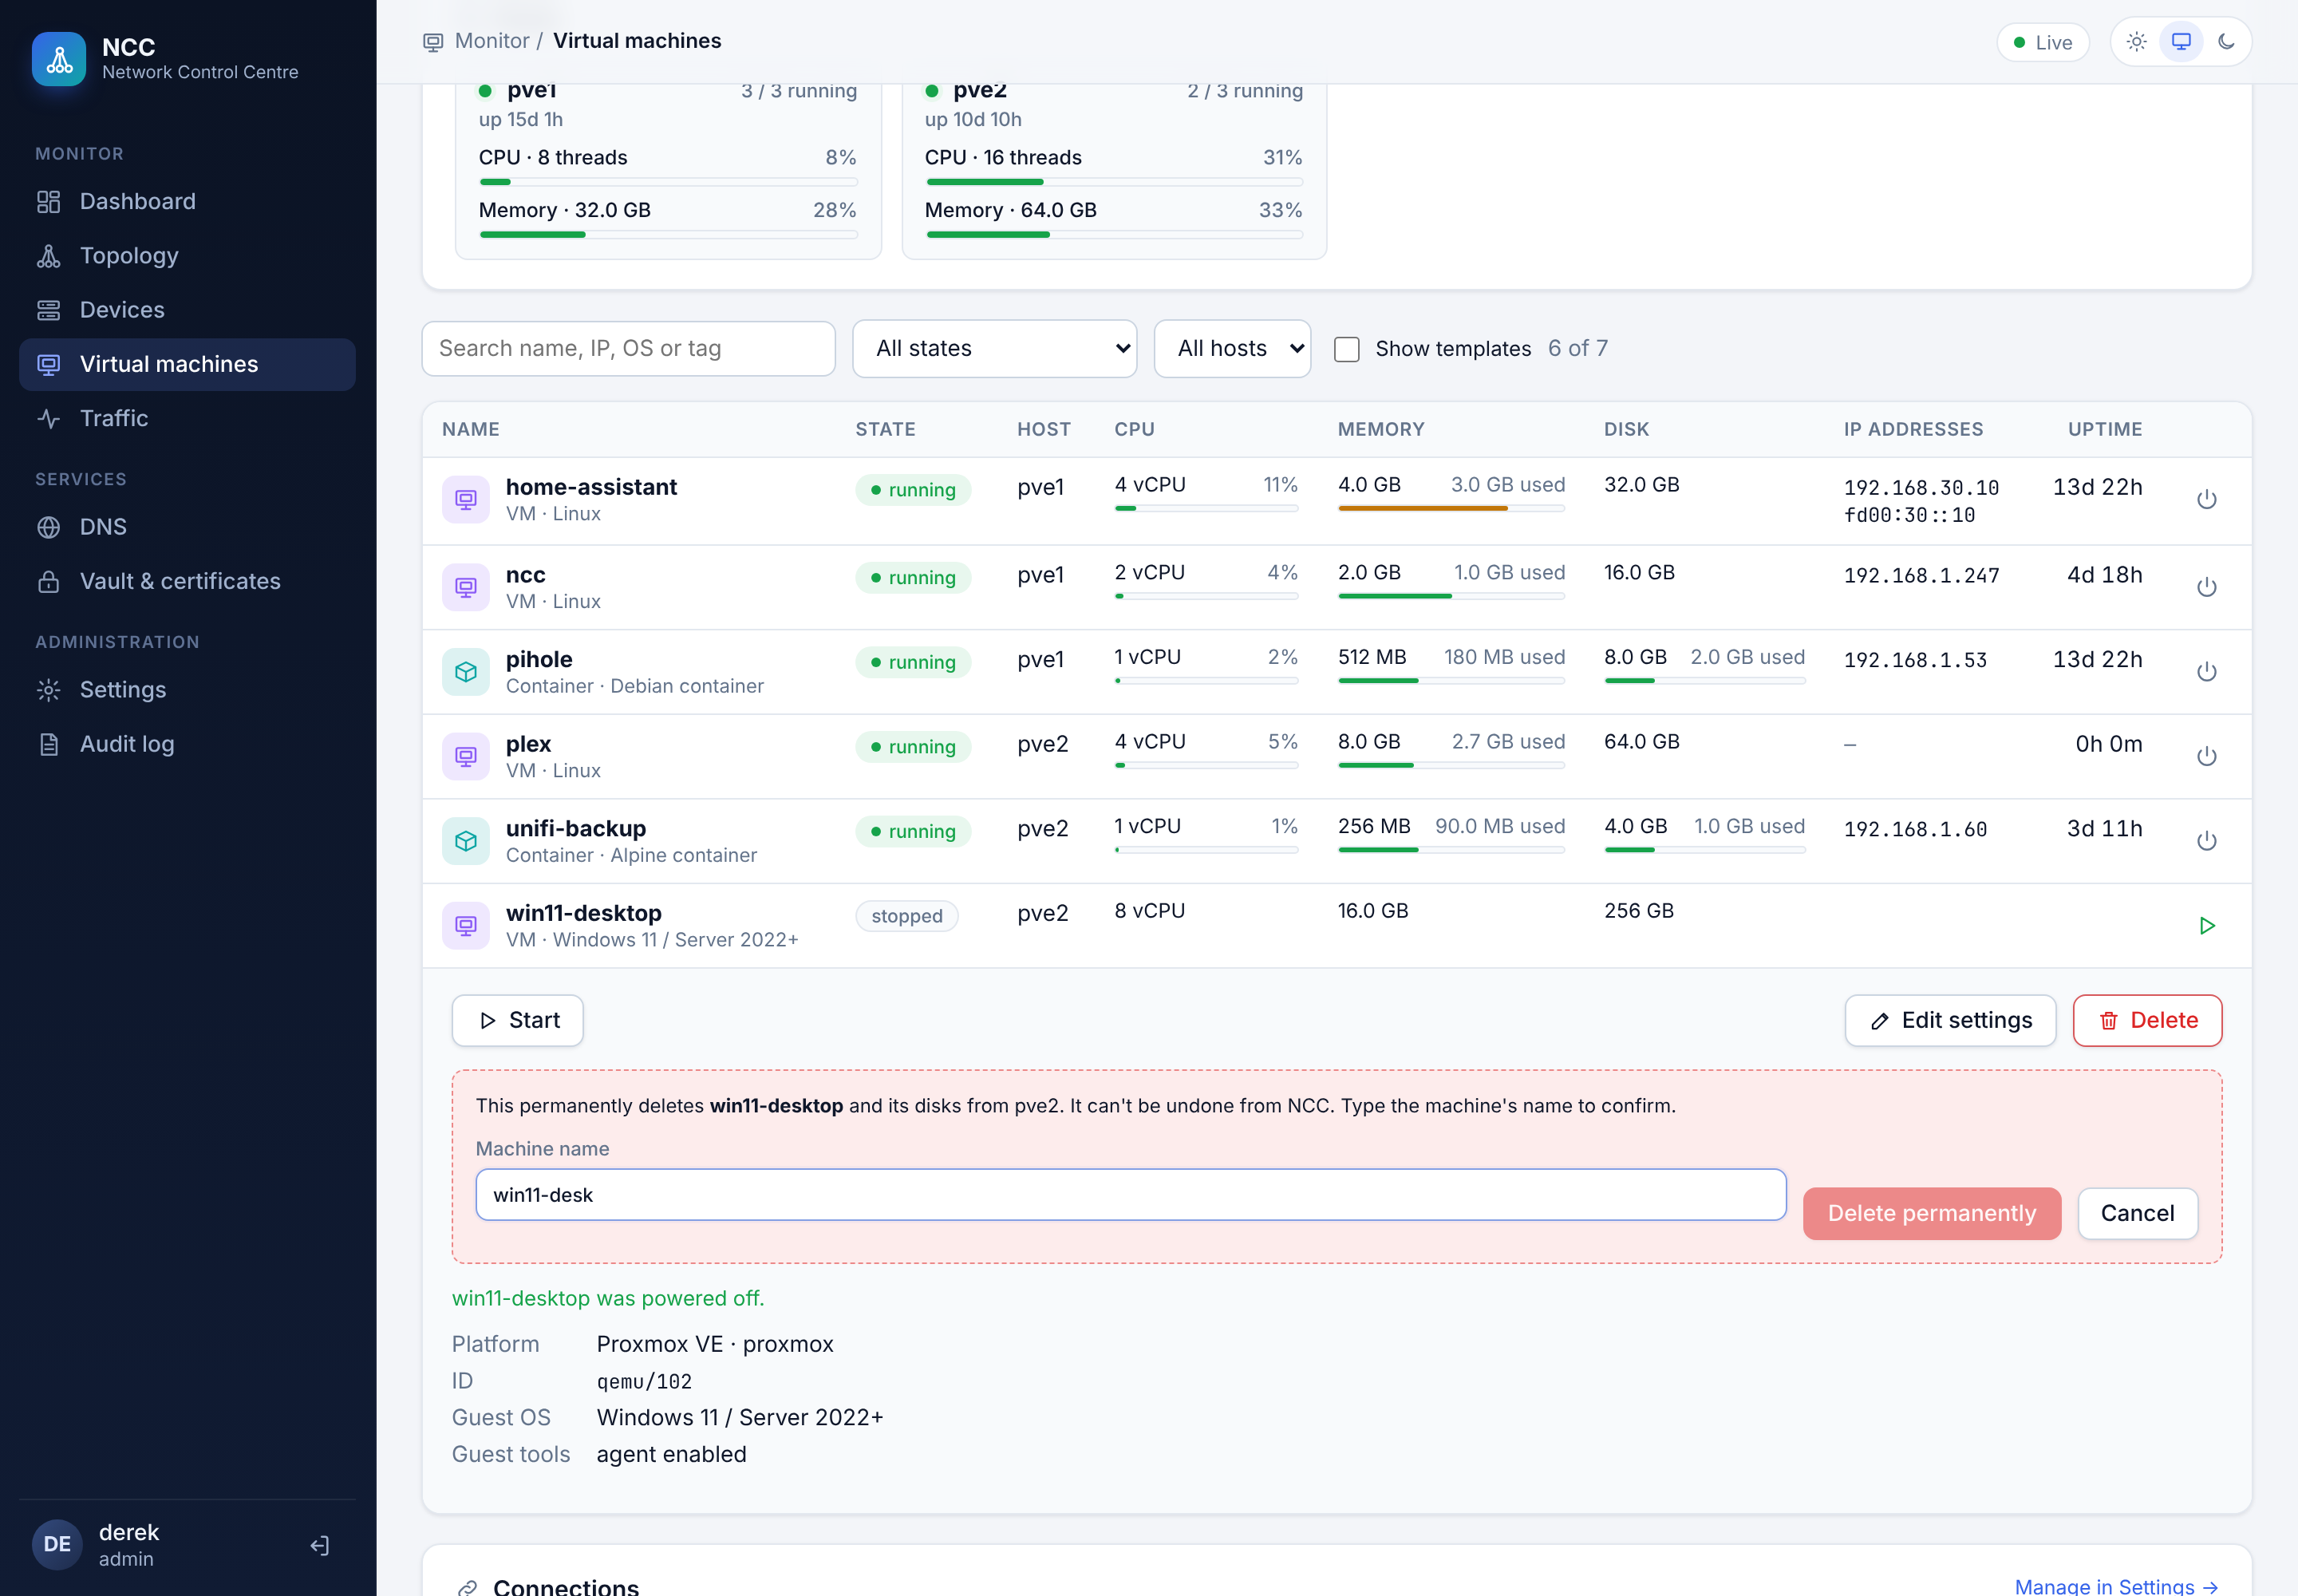 NCC
Network Control Centre
MONITOR
Dashboard
Topology
Devices
Virtual machines
Traffic
SERVICES
DNS
Vault & certificates
ADMINISTRATION
Settings
Audit log
DE
derek
admin
Monitor / Virtual machines
Live
pve1 3 / 3 running
up 15d 1h
CPU · 8 threads 8%
Memory · 32.0 GB 28%
pve2 2 / 3 running
up 10d 10h
CPU · 16 threads 31%
Memory · 64.0 GB 33%
Search name, IP, OS or tag All states All hosts Show templates 6 of 7
NAME STATE HOST CPU MEMORY DISK IP ADDRESSES UPTIME
home-assistant running pve1 4 vCPU 11% 4.0 GB 3.0 GB used 32.0 GB 192.168.30.10 13d 22h
VM · Linux fd00:30::10
ncc running pve1 2 vCPU 4% 2.0 GB 1.0 GB used 16.0 GB 192.168.1.247 4d 18h
VM · Linux
pihole running pve1 1 vCPU 2% 512 MB 180 MB used 8.0 GB 2.0 GB used 192.168.1.53 13d 22h
Container · Debian container
plex running pve2 4 vCPU 5% 8.0 GB 2.7 GB used 64.0 GB – 0h 0m
VM · Linux
unifi-backup running pve2 1 vCPU 1% 256 MB 90.0 MB used 4.0 GB 1.0 GB used 192.168.1.60 3d 11h
Container · Alpine container
win11-desktop stopped pve2 8 vCPU 16.0 GB 256 GB
VM · Windows 11 / Server 2022+
Start Edit settings Delete
This permanently deletes win11-desktop and its disks from pve2. It can't be undone from NCC. Type the machine's name to confirm.
Machine name
win11-desk
Delete permanently Cancel
win11-desktop was powered off.
Platform Proxmox VE · proxmox
ID qemu/102
Guest OS Windows 11 / Server 2022+
Guest tools agent enabled
Connections Manage in Settings →